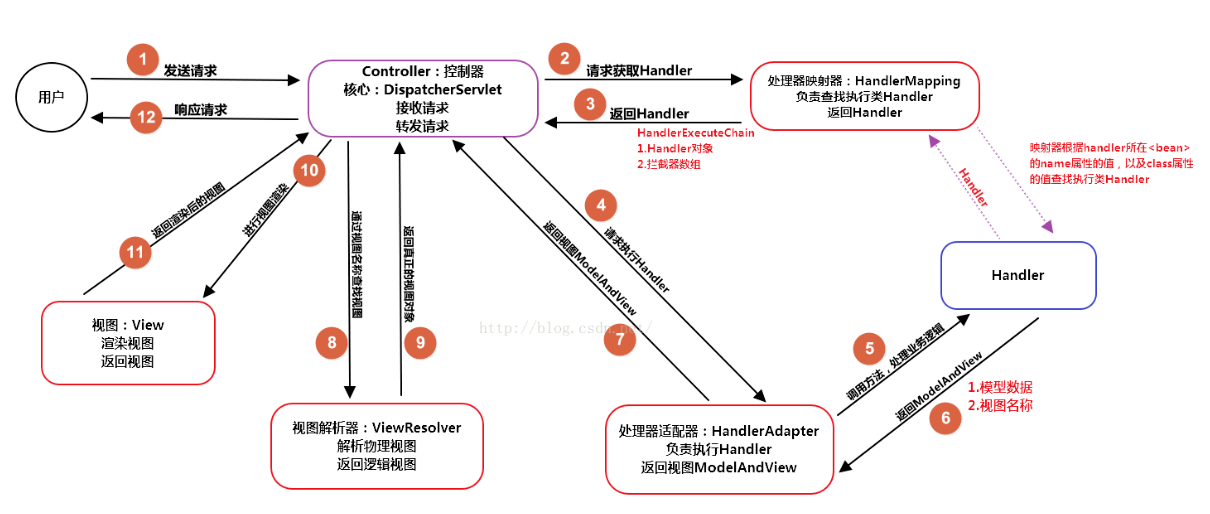 1
发送请求
用户
12
响应请求
Controller：控制器
核心：DispatcherServlet
接收请求
转发请求
2
请求获取Handler
3
返回Handler
HandlerExecuteChain
1.Handler对象
2.拦截器数组
处理器映射器：HandlerMapping
负责查找执行类Handler
返回Handler
映射器根据handler所在<bean>
的name属性的值，以及class属性
的值查找执行类Handler
Handler
Handler
4
请求执行Handler
5
调用方法，处理业务逻辑
6
返回ModelAndView
1.模型数据
2.视图名称
处理器适配器：HandlerAdapter
负责执行Handler
返回视图ModelAndView
7
返回视图ModelAndView
8
通过视图名称查找视图
9
返回真正的视图对象
视图解析器：ViewResolver
解析物理视图
返回逻辑视图
10
进行视图渲染
11
返回渲染后的视图
视图：View
渲染视图
返回视图
http://blog.csdn.net/